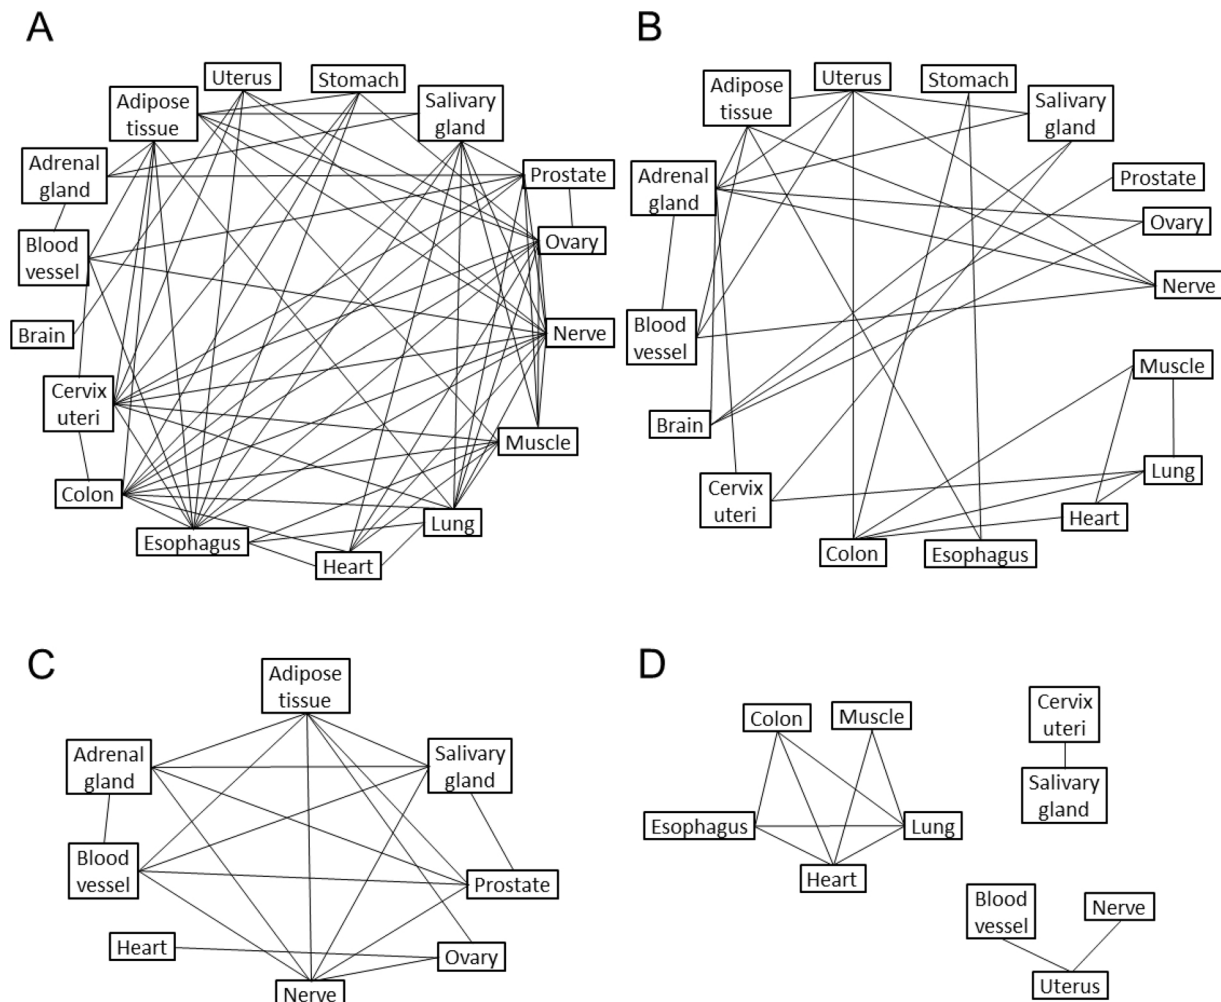 A
Uterus
Stomach
Adipose
tissue
Salivary
gland
Adrenal
gland
Prostate
Blood
vessel
Ovary
Brain
Nerve
Cervix
uteri
Muscle
Colon
Lung
Esophagus
Heart
B
Adipose
tissue
Uterus
Stomach
Salivary
gland
Adrenal
gland
Prostate
Ovary
Nerve
Blood
vessel
Muscle
Brain
Lung
Cervix
uteri
Heart
Colon
Esophagus
C
Adipose
tissue
Adrenal
gland
Salivary
gland
Blood
vessel
Prostate
Heart
Ovary
Nerve
D
Colon
Muscle
Cervix
uteri
Esophagus
Lung
Salivary
gland
Heart
Blood
vessel
Nerve
Uterus